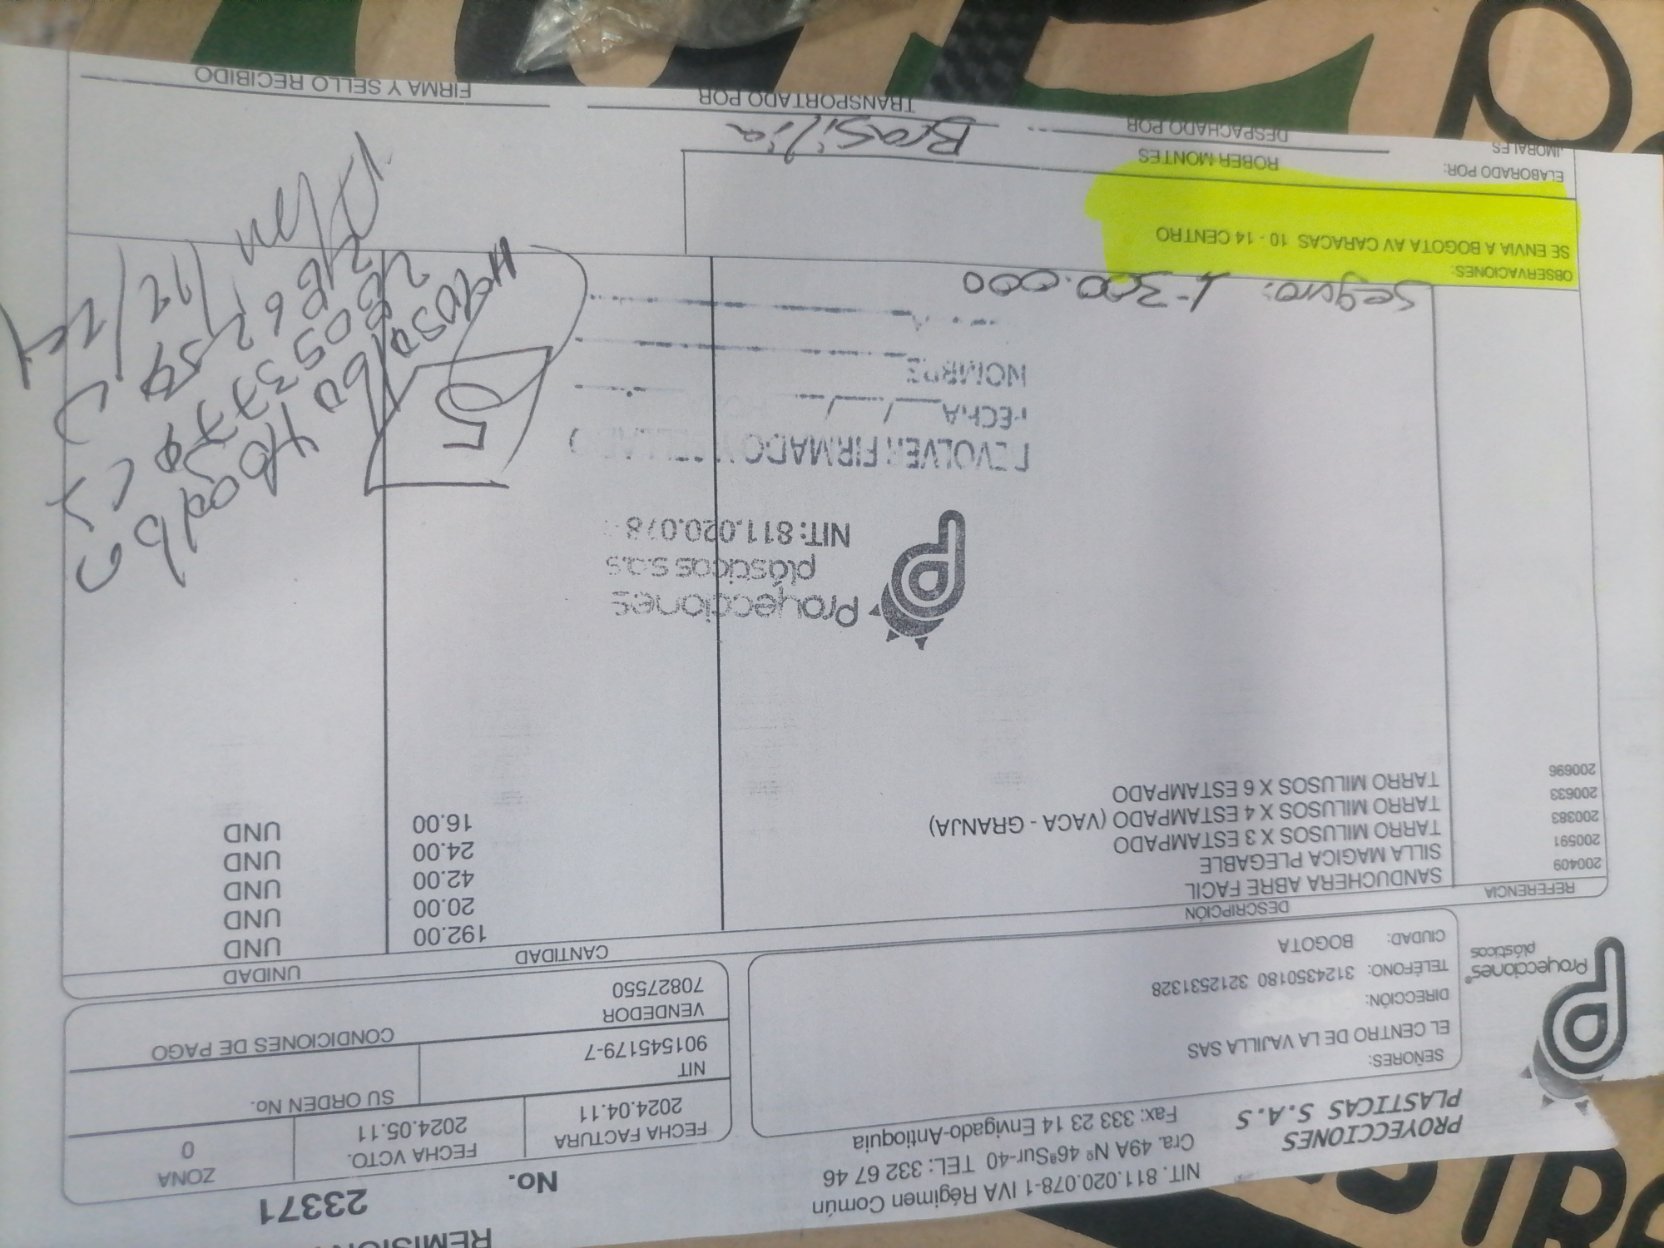 REMISION
No. 23371
PROYECCIONES
PLASTICAS S.A.S
NIT. 811.020.078-1 IVA Régimen Común
Cra. 49A Nº 46ªSur-40 TEL: 332 67 46
Fax: 333 23 14 Envigado-Antioquia
FECHA FACTURA
2024.04.11
FECHA VCTO.
2024.05.11
ZONA
0
NIT
901545179-7
SU ORDEN No.
VENDEDOR
70827550
CONDICIONES DE PAGO
Proyecciones®
plásticos
SEÑORES:
EL CENTRO DE LA VAJILLA SAS
DIRECCIÓN:
TELÉFONO: 3124350180 3212531328
CIUDAD: BOGOTA
REFERENCIA DESCRIPCIÓN CANTIDAD UNIDAD
200409 SANDUCHERA ABRE FACIL 192.00 UND
200591 SILLA MAGICA PLEGABLE 20.00 UND
200383 TARRO MILUSOS X 3 ESTAMPADO 42.00 UND
200633 TARRO MILUSOS X 4 ESTAMPADO (VACA - GRANJA) 24.00 UND
200696 TARRO MILUSOS X 6 ESTAMPADO 16.00 UND
Proyecciones
plásticas s.a.s
NIT: 811.020.078
DEVOLVER FIRMADO
FECHA
NOMBRE
5
Seguro: 1-300.000
OBSERVACIONES:
SE ENVIA A BOGOTA AV CARACAS 10 - 14 CENTRO
ELABORADO POR:
JMORALES
ROBER MONTES
DESPACHADO POR
Brasilia
TRANSPORTADO POR
FIRMA Y SELLO RECIBIDO